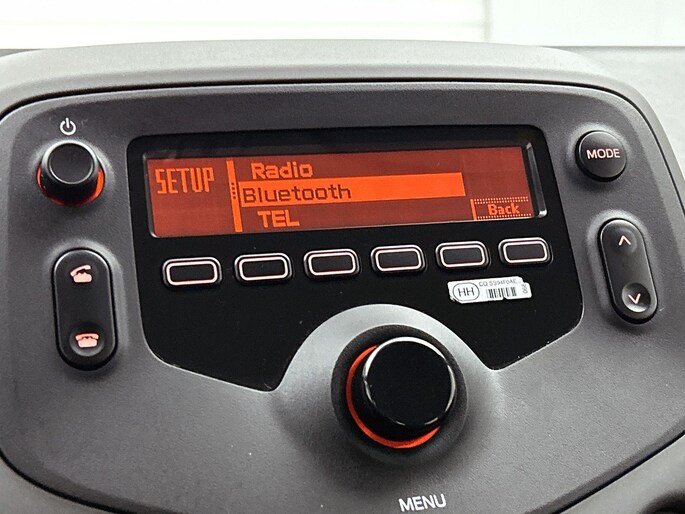 SETUP
Radio
Bluetooth
TEL
Back
MODE
HH
MENU